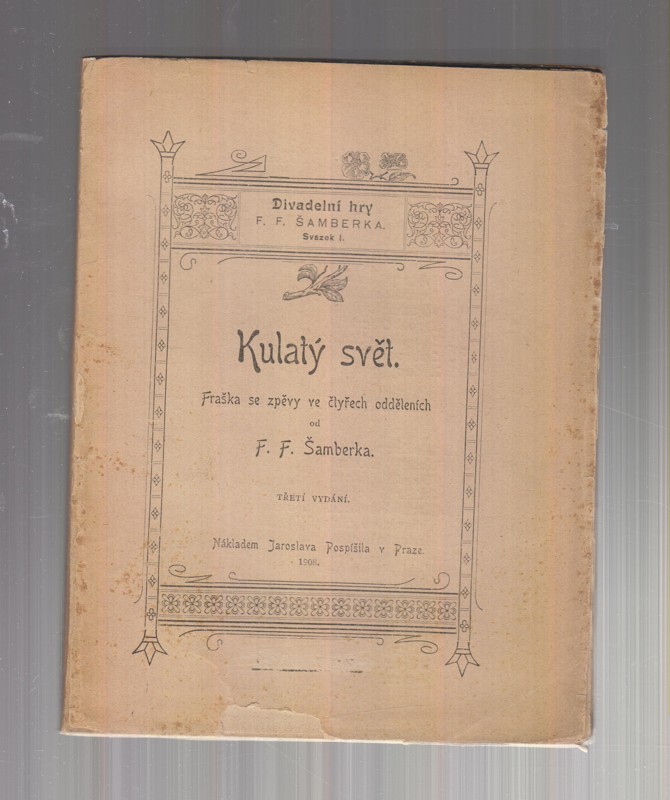 Divadelní hry
F. F. ŠAMBERKA.
Svazek I.
Kulatý svět.
Fraška se zpěvy ve čtyřech odděleních
od
F. F. Šamberka.
TŘETÍ VYDÁNÍ.
Nákladem Jaroslava Pospíšila v Praze.
1908.